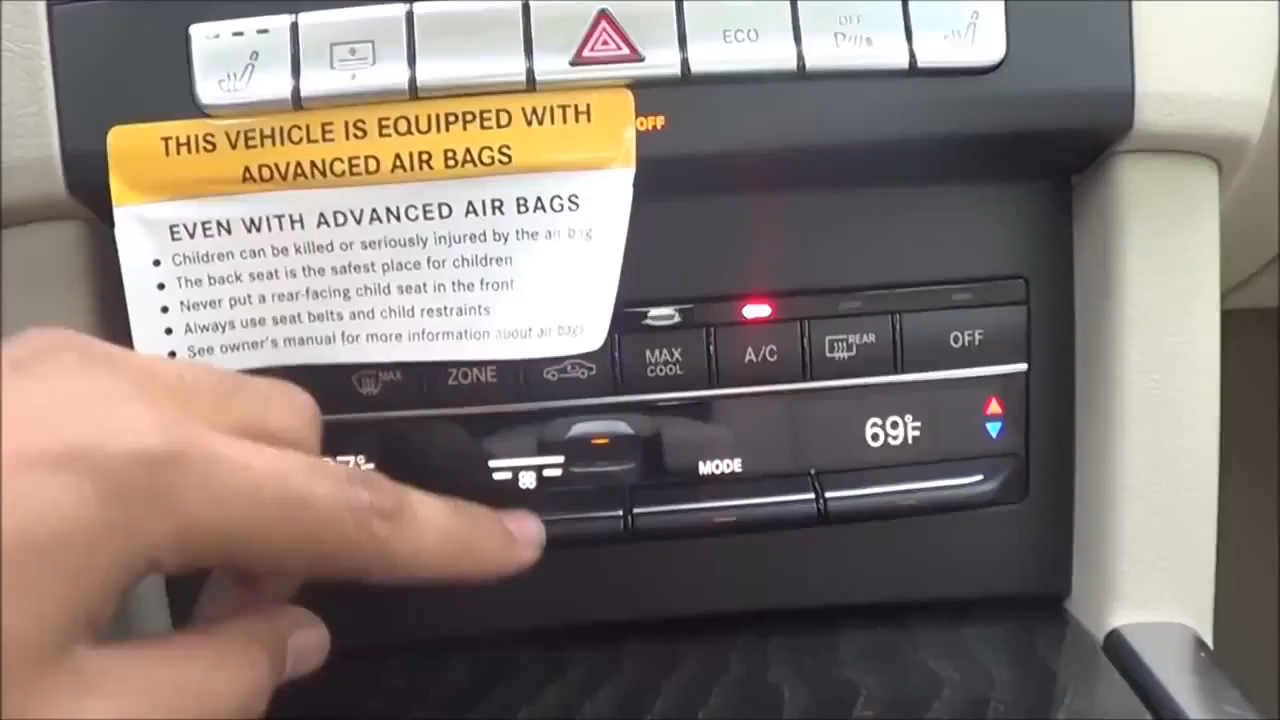 ECO
OFF
OFF
THIS VEHICLE IS EQUIPPED WITH
ADVANCED AIR BAGS
EVEN WITH ADVANCED AIR BAGS
• Children can be killed or seriously injured by the air bag
• The back seat is the safest place for children
• Never put a rear-facing child seat in the front
• Always use seat belts and child restraints
• See owner's manual for more information about air bags
MAX
ZONE
MAX
COOL
A/C
REAR
OFF
69°F
MODE